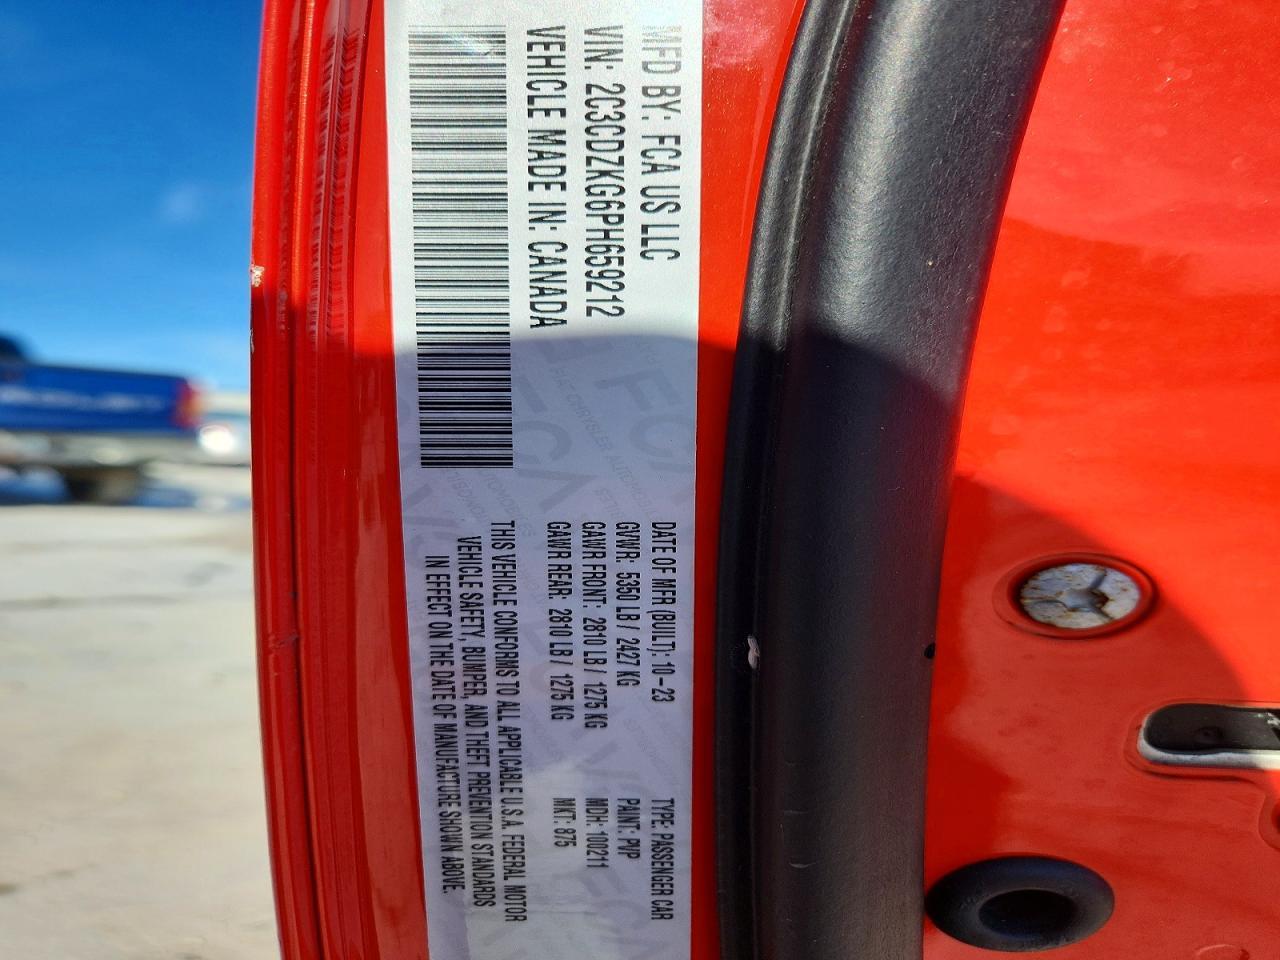 MFD BY: FCA US LLC
VIN: 2C3CDZKG6PH659212
VEHICLE MADE IN: CANADA
DATE OF MFR (BUILT): 10-23
GVWR: 5350 LB / 2427 KG
GAWR FRONT: 2810 LB / 1275 KG
GAWR REAR: 2810 LB / 1275 KG
TYPE: PASSENGER CAR
PAINT: PVP
MDH: 100211
MKT: 875
THIS VEHICLE CONFORMS TO ALL APPLICABLE U.S.A. FEDERAL MOTOR
VEHICLE SAFETY, BUMPER, AND THEFT PREVENTION STANDARDS
IN EFFECT ON THE DATE OF MANUFACTURE SHOWN ABOVE.